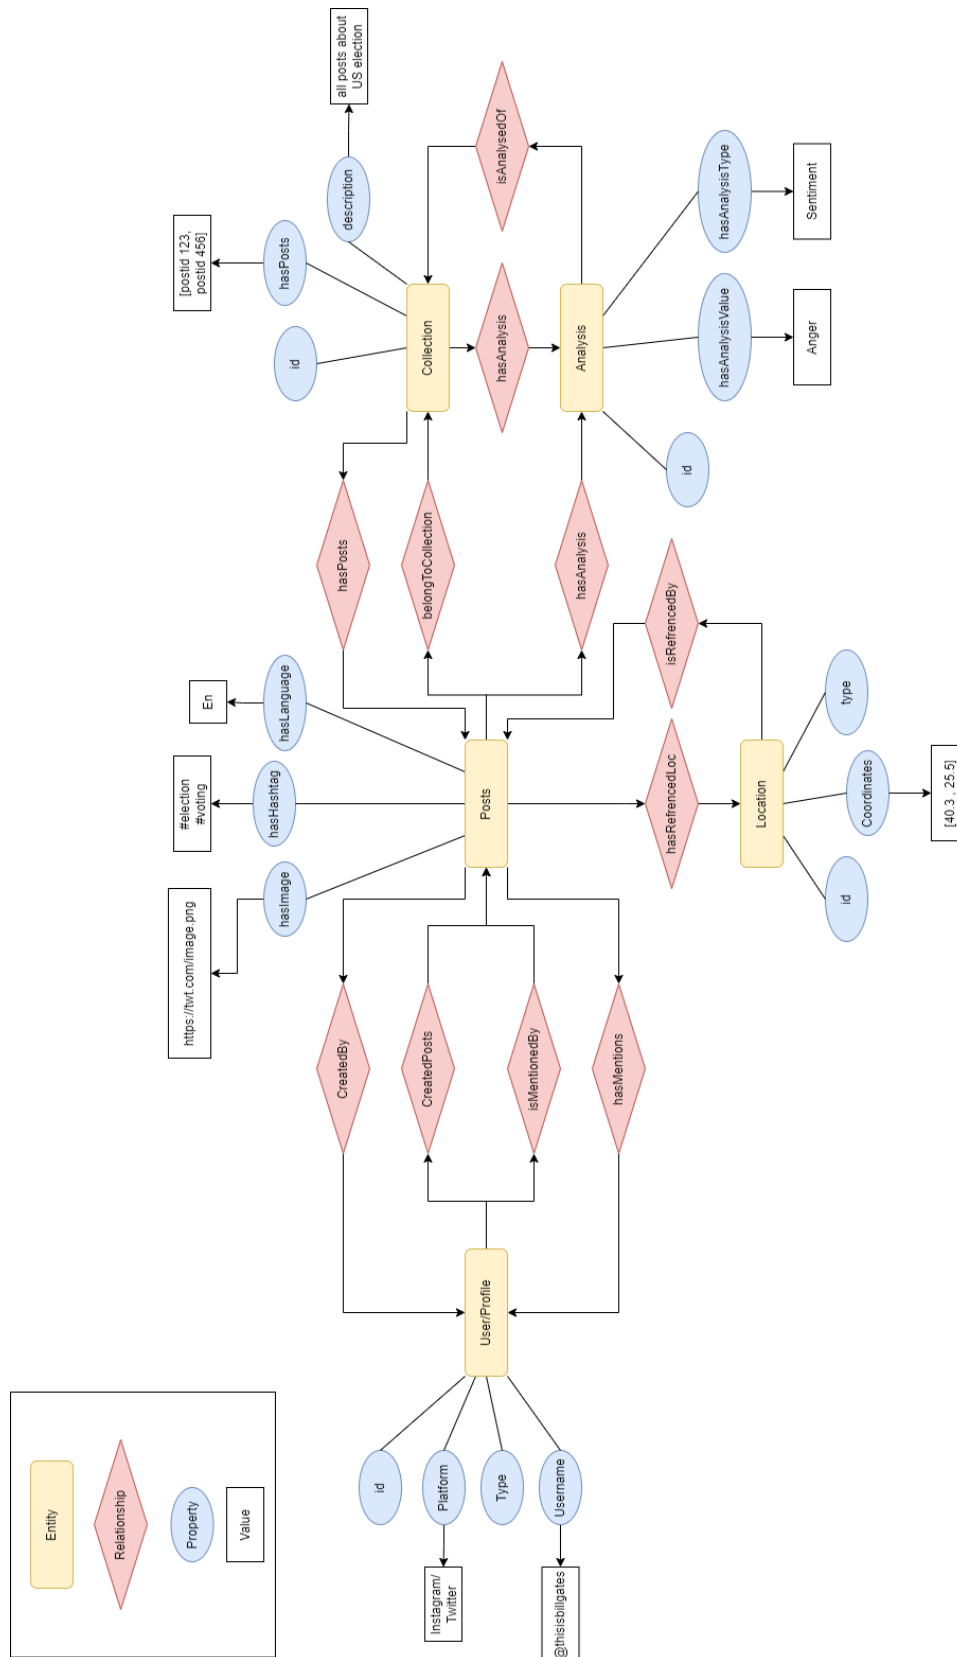 Entity
Relationship
Property
Value
id
Platform
Type
Username
Instagram/
Twitter
@thisisbillgates
User/Profile
CreatedBy
CreatedPosts
isMentionedBy
hasMentions
https://twt.com/image.png
#election
#voting
En
hasImage
hasHashtag
hasLanguage
Posts
hasRefrencedLoc
isRefrencedBy
Location
id
Coordinates
type
[40.3 , 25.5]
hasPosts
belongToCollection
hasAnalysis
[postid 123,
postid 456]
all posts about
US election
id
hasPosts
description
Collection
hasAnalysis
isAnalysedOf
Analysis
id
hasAnalysisValue
hasAnalysisType
Anger
Sentiment